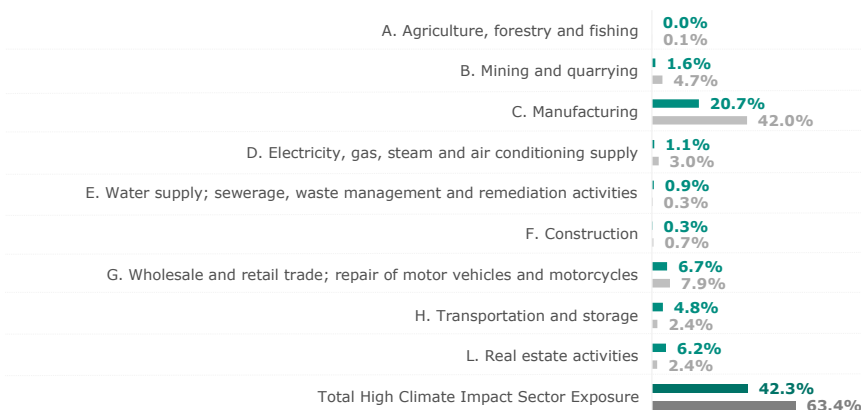 A. Agriculture, forestry and fishing
0.0%
0.1%
B. Mining and quarrying
1.6%
4.7%
C. Manufacturing
20.7%
42.0%
D. Electricity, gas, steam and air conditioning supply
1.1%
3.0%
E. Water supply; sewerage, waste management and remediation activities
0.9%
0.3%
F. Construction
0.3%
0.7%
G. Wholesale and retail trade; repair of motor vehicles and motorcycles
6.7%
7.9%
H. Transportation and storage
4.8%
2.4%
L. Real estate activities
6.2%
2.4%
Total High Climate Impact Sector Exposure
42.3%
63.4%